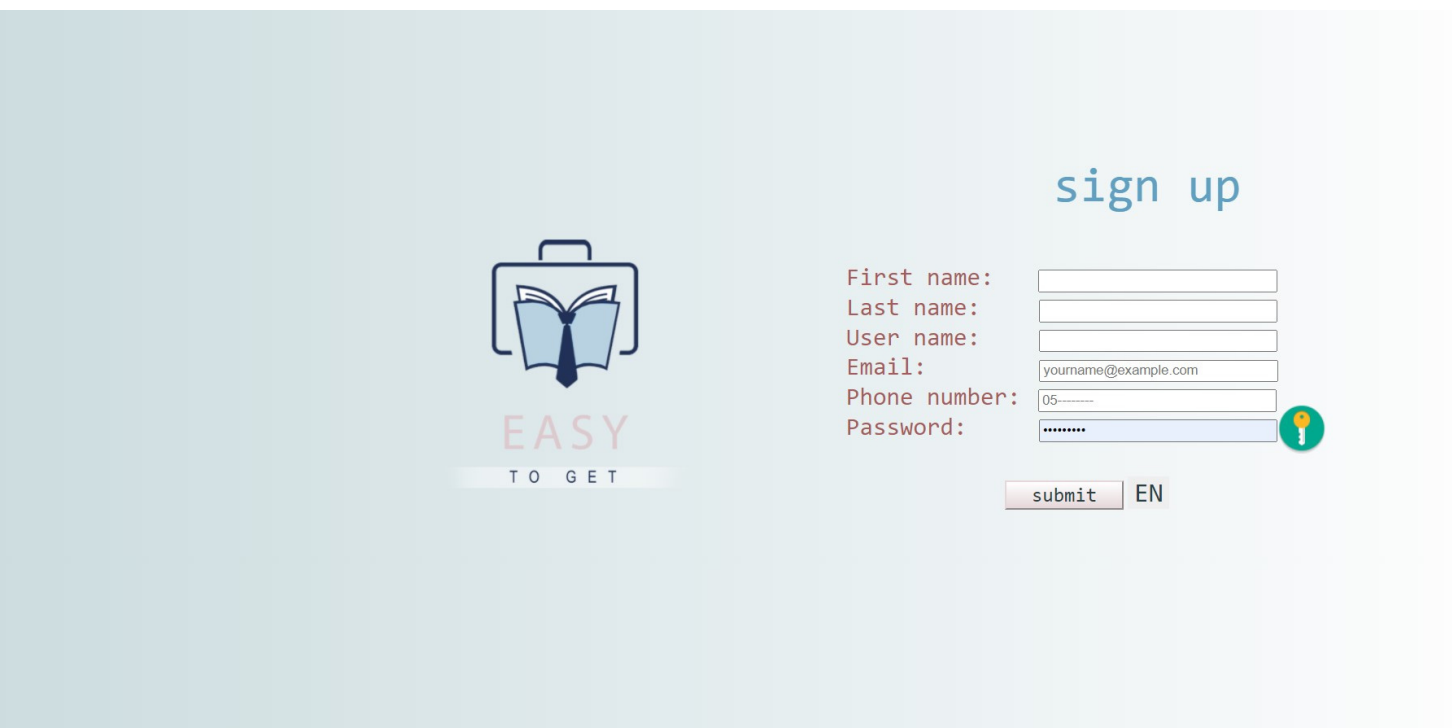 sign up
EASY
TO GET
First name:
Last name:
User name:
Email: yourname@example.com
Phone number: 05--------
Password: •••••••••
submit EN